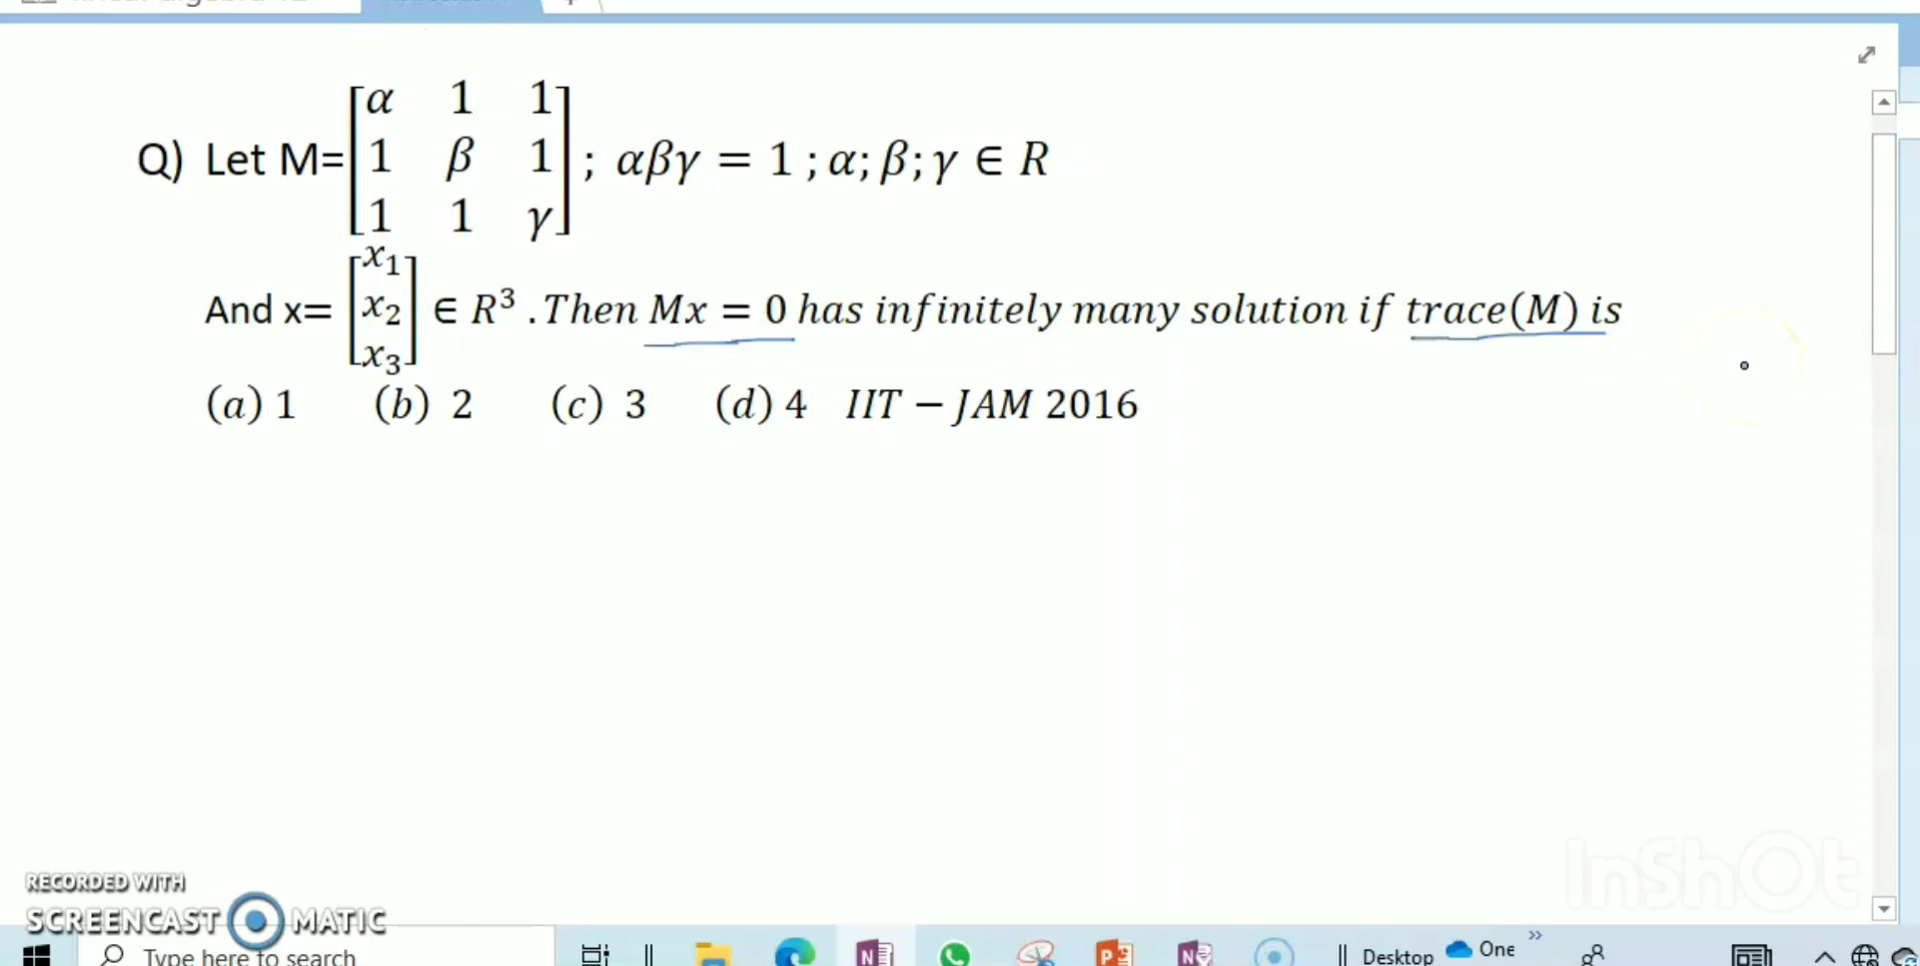 Q) Let M= [α 1 1; 1 β 1; 1 1 γ] ; αβγ = 1 ; α; β; γ ∈ R
And x= [x₁; x₂; x₃] ∈ R³ . Then Mx = 0 has infinitely many solution if trace(M) is
(a) 1 (b) 2 (c) 3 (d) 4 IIT − JAM 2016
InShOt
RECORDED WITH
SCREENCAST MATIC
Type here to search
Desktop
One